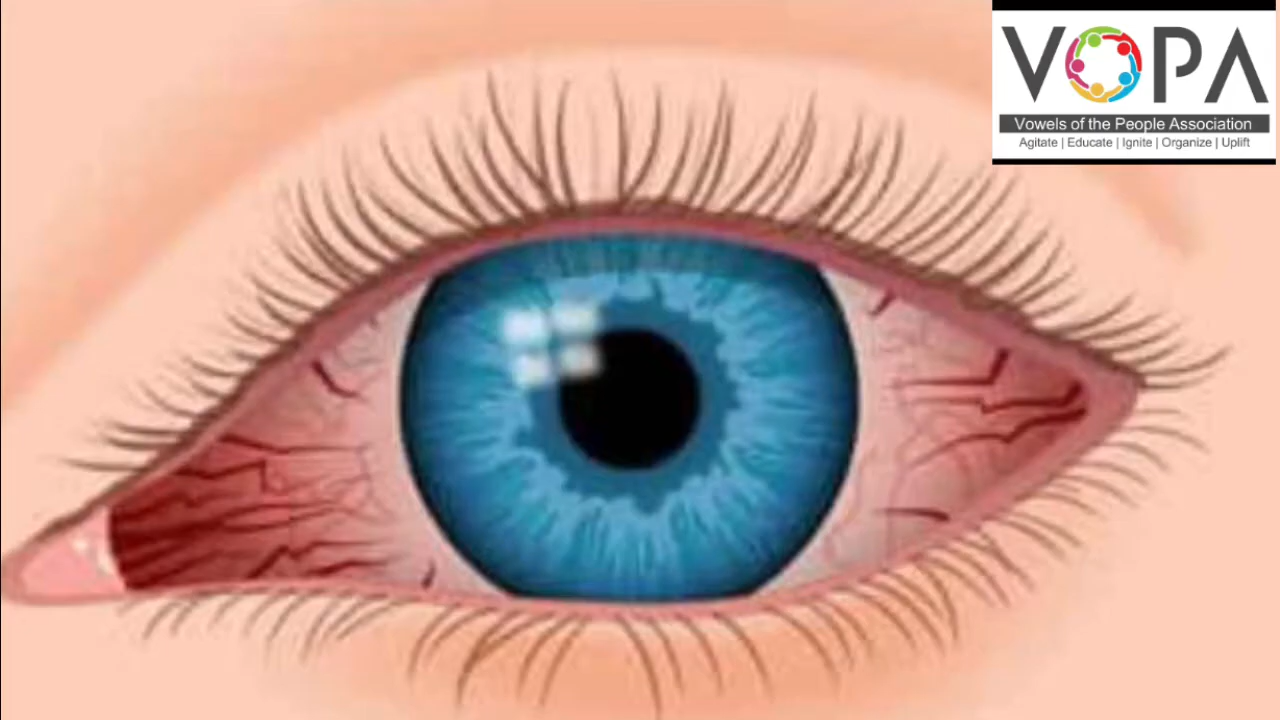 VOPA
Vowels of the People Association
Agitate | Educate | Ignite | Organize | Uplift